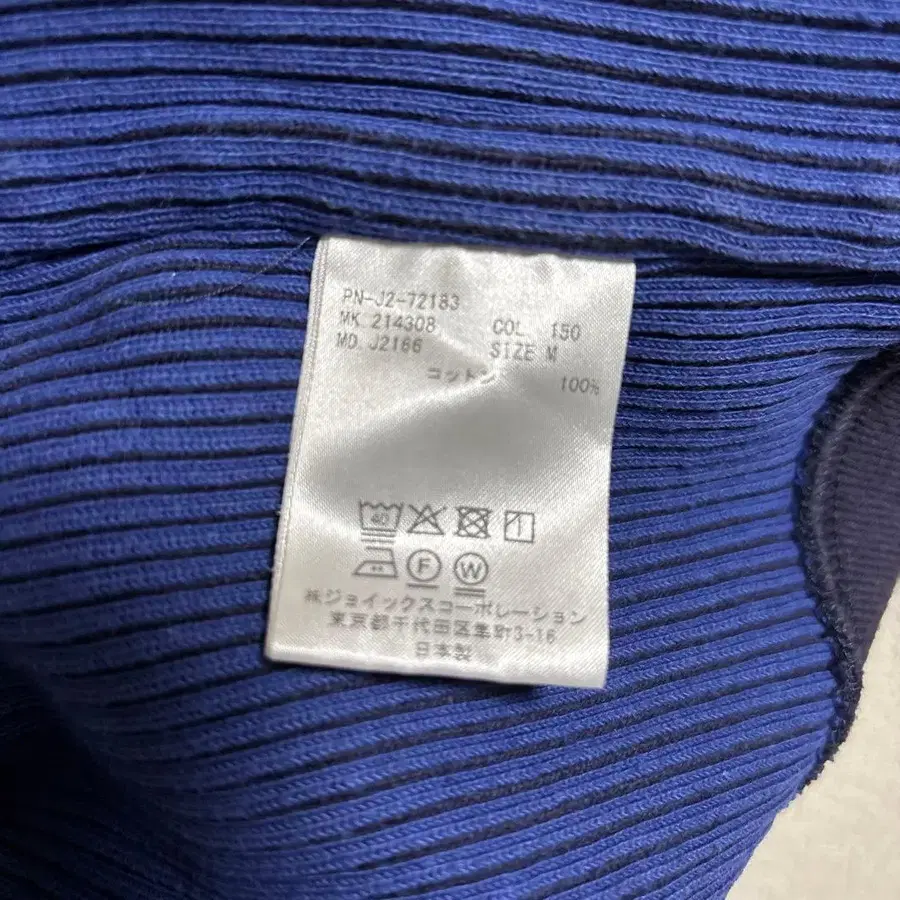 PN-J2-72183
MK. 214308 COL. 150
MD. J2166 SIZE M
コットン 100%
40
F W
株ジョイックスコーポレーション
東京都千代田区隼町3-16
日本製